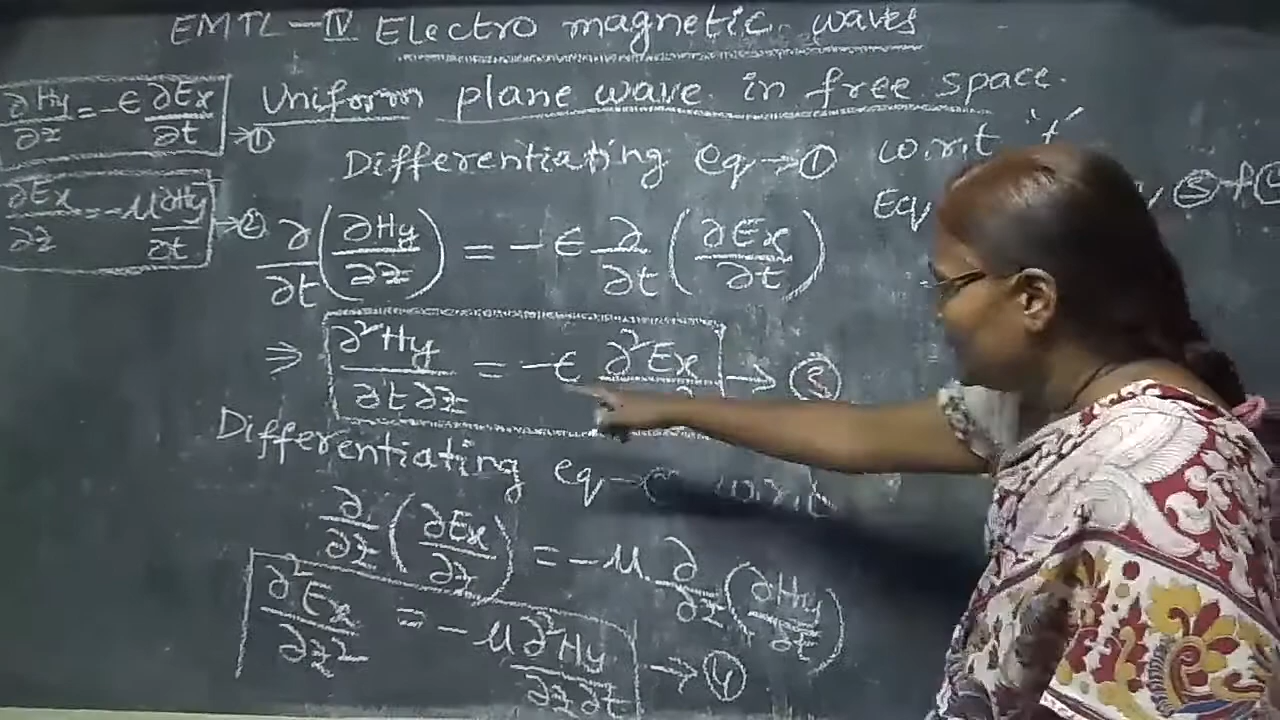 EMTL-IV Electro magnetic waves
Uniform plane wave in free space.
∂Hy/∂z = -ϵ ∂Ex/∂t → ①
∂Ex/∂z = -μ ∂Hy/∂t → ②
Differentiating eq→① w.r.t 't'
Eq
∂/∂t (∂Hy/∂z) = -ϵ ∂/∂t (∂Ex/∂t)
⇒ ∂²Hy/∂t∂z = -ϵ ∂²Ex → ③
Differentiating eq→ w.r.t
∂/∂z (∂Ex/∂z) = -μ ∂/∂z (∂Hy/∂t)
∂²Ex/∂z² = -μ ∂²Hy/∂z∂t → ④